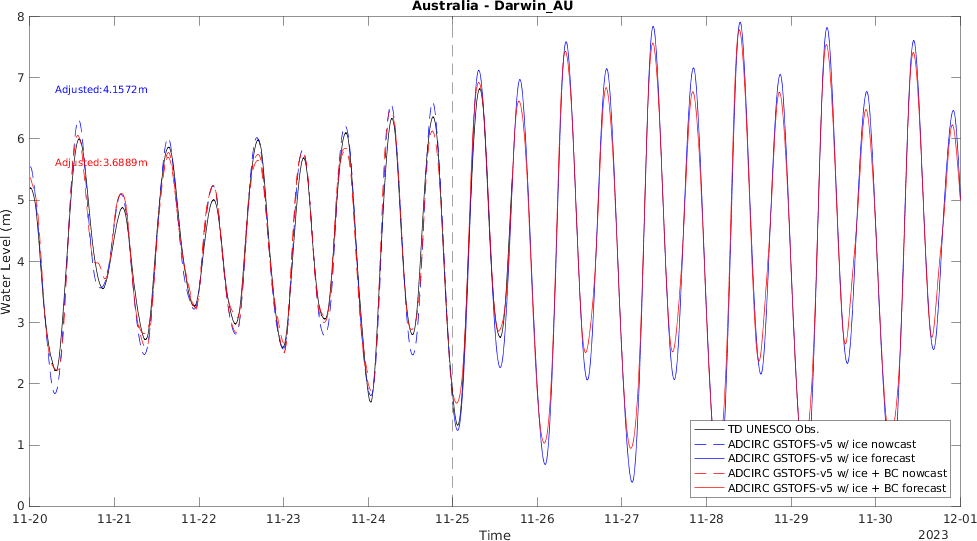 Australia - Darwin_AU
8
7
6
5
4
3
2
1
0
Water Level (m)
Adjusted:4.1572m
Adjusted:3.6889m
TD UNESCO Obs.
ADCIRC GSTOFS-v5 w/ ice nowcast
ADCIRC GSTOFS-v5 w/ ice forecast
ADCIRC GSTOFS-v5 w/ ice + BC nowcast
ADCIRC GSTOFS-v5 w/ ice + BC forecast
11-20 11-21 11-22 11-23 11-24 11-25 11-26 11-27 11-28 11-29 11-30 12-01
Time
2023